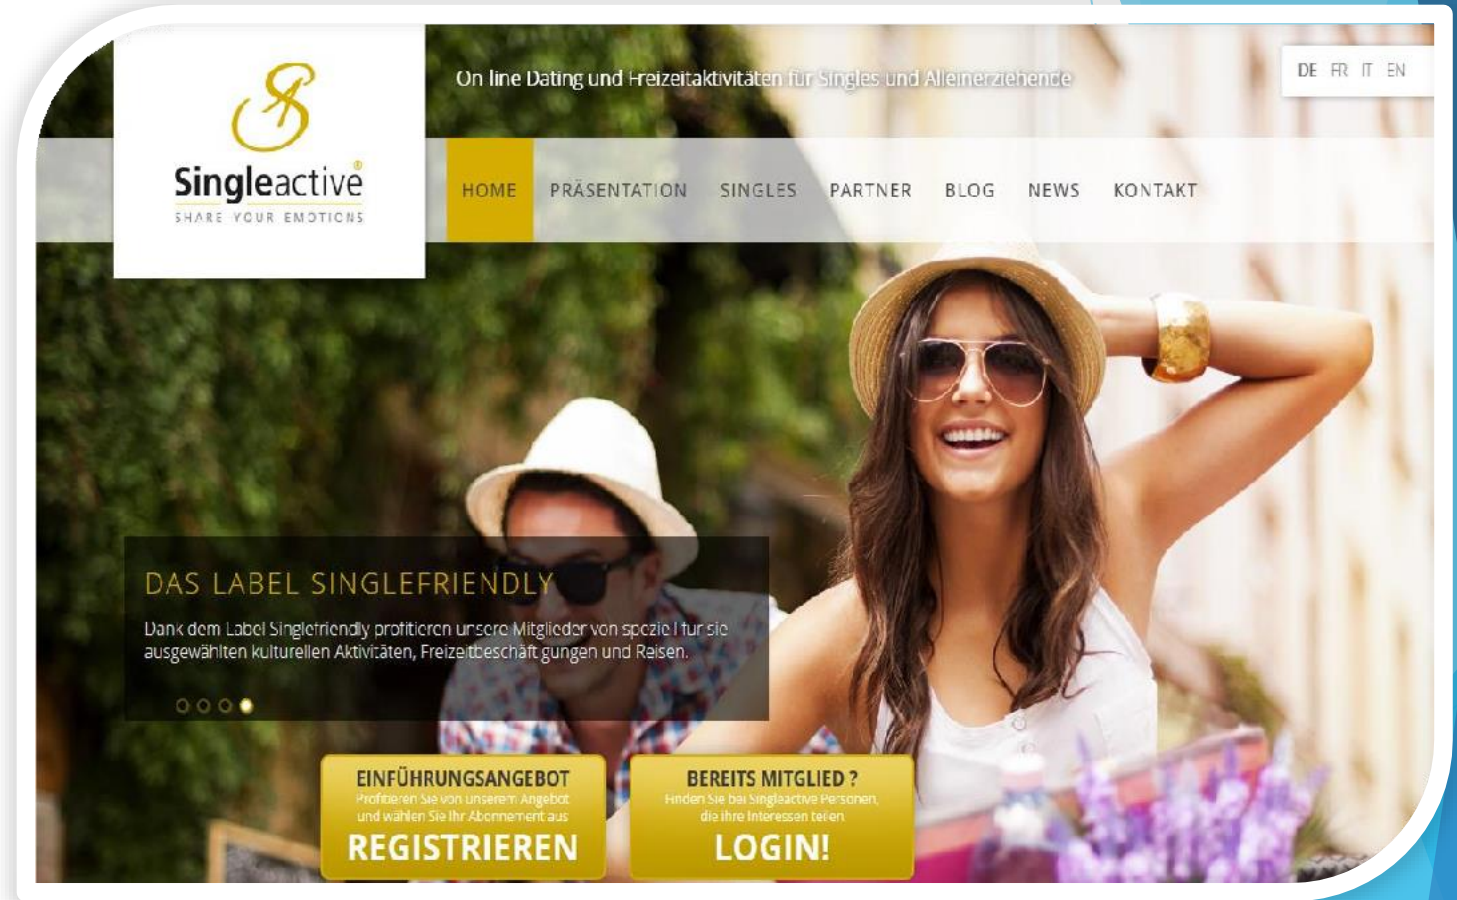 On line Dating und Freizeitaktivitäten für Singles und Alleinerziehende
DE FR IT EN
Singleactive®
SHARE YOUR EMOTIONS
HOME PRÄSENTATION SINGLES PARTNER BLOG NEWS KONTAKT
DAS LABEL SINGLEFRIENDLY
Dank dem Label Singlefriendly profitieren unsere Mitglieder von speziell für sie
ausgewählten kulturellen Aktivitäten, Freizeitbeschäftigungen und Reisen.
EINFÜHRUNGSANGEBOT
Profitieren Sie von unserem Angebot
und wählen Sie Ihr Abonnement aus
REGISTRIEREN
BEREITS MITGLIED ?
Finden Sie bei Singleactive Personen,
die ihre Interessen teilen
LOGIN!